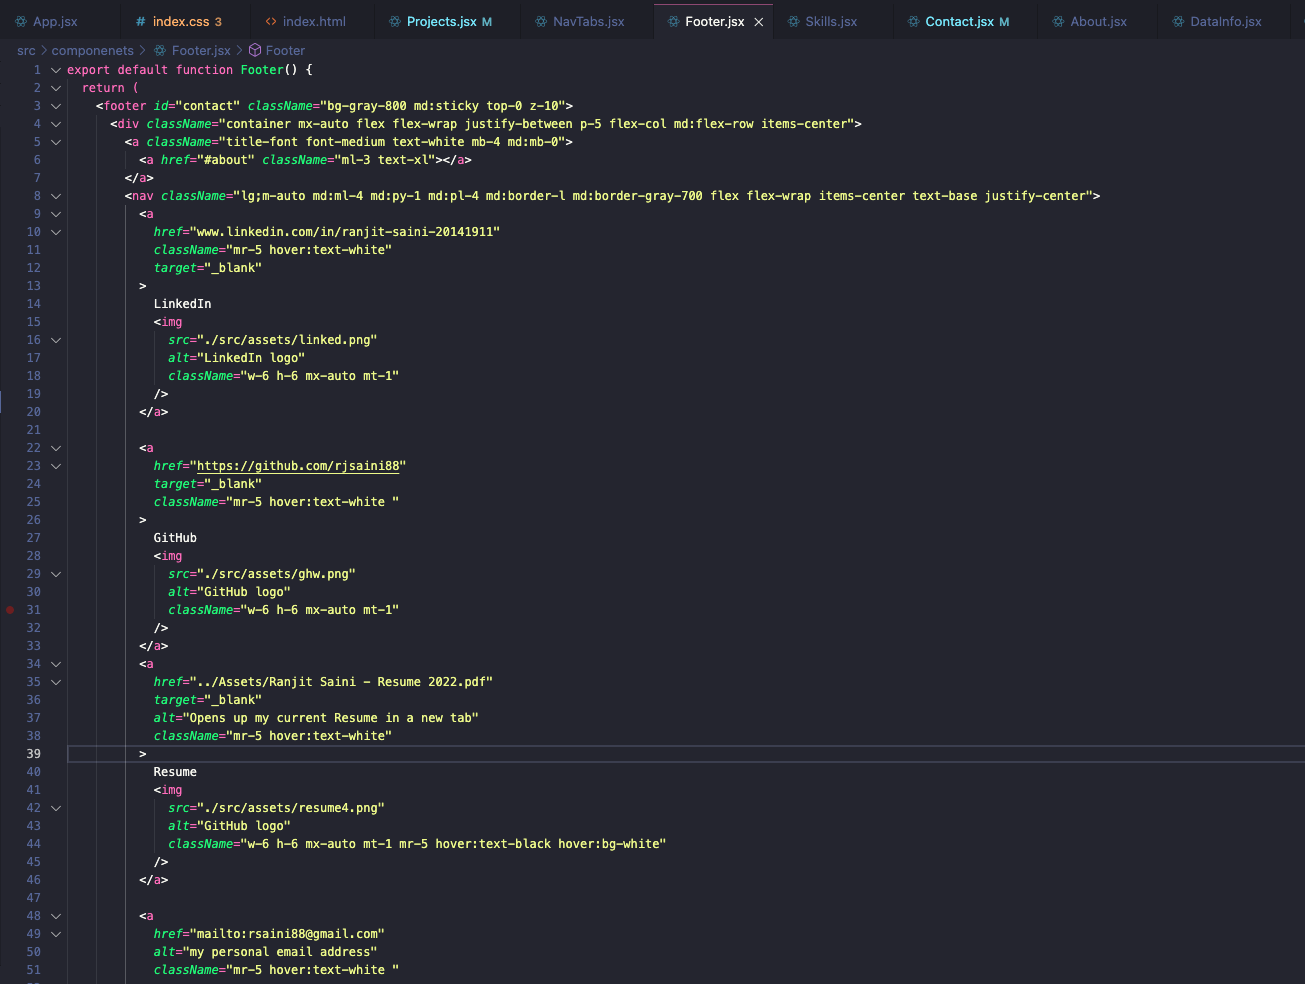 App.jsx # index.css 3 <> index.html Projects.jsx M NavTabs.jsx Footer.jsx × Skills.jsx Contact.jsx M About.jsx DataInfo.jsx
src > componenets > Footer.jsx > Footer
1 export default function Footer() {
2 return (
3 <footer id="contact" className="bg-gray-800 md:sticky top-0 z-10">
4 <div className="container mx-auto flex flex-wrap justify-between p-5 flex-col md:flex-row items-center">
5 <a className="title-font font-medium text-white mb-4 md:mb-0">
6 <a href="#about" className="ml-3 text-xl"></a>
7 </a>
8 <nav className="lg;m-auto md:ml-4 md:py-1 md:pl-4 md:border-l md:border-gray-700 flex flex-wrap items-center text-base justify-center">
9 <a
10 href="www.linkedin.com/in/ranjit-saini-20141911"
11 className="mr-5 hover:text-white"
12 target="_blank"
13 >
14 LinkedIn
15 <img
16 src="./src/assets/linked.png"
17 alt="LinkedIn logo"
18 className="w-6 h-6 mx-auto mt-1"
19 />
20 </a>
21
22 <a
23 href="https://github.com/rjsaini88"
24 target="_blank"
25 className="mr-5 hover:text-white "
26 >
27 GitHub
28 <img
29 src="./src/assets/ghw.png"
30 alt="GitHub logo"
31 className="w-6 h-6 mx-auto mt-1"
32 />
33 </a>
34 <a
35 href="../Assets/Ranjit Saini - Resume 2022.pdf"
36 target="_blank"
37 alt="Opens up my current Resume in a new tab"
38 className="mr-5 hover:text-white"
39 >
40 Resume
41 <img
42 src="./src/assets/resume4.png"
43 alt="GitHub logo"
44 className="w-6 h-6 mx-auto mt-1 mr-5 hover:text-black hover:bg-white"
45 />
46 </a>
47
48 <a
49 href="mailto:rsaini88@gmail.com"
50 alt="my personal email address"
51 className="mr-5 hover:text-white "